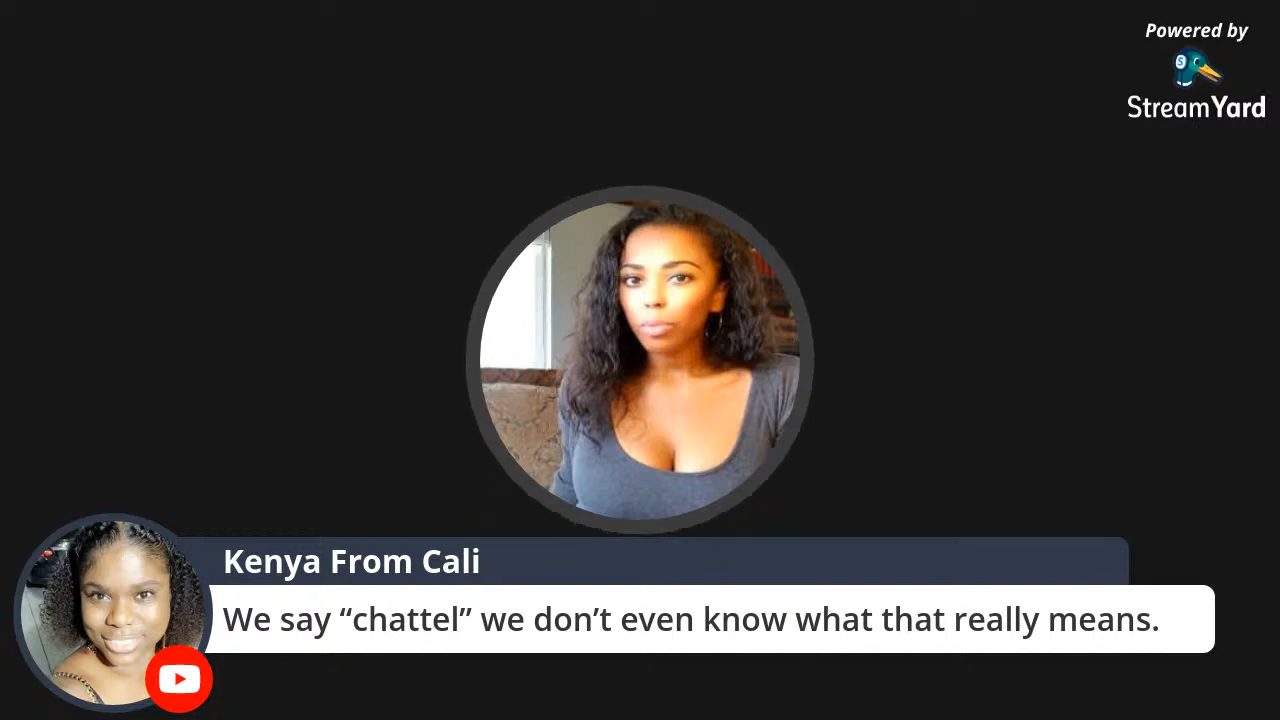 Powered by
StreamYard
Kenya From Cali
We say “chattel” we don’t even know what that really means.